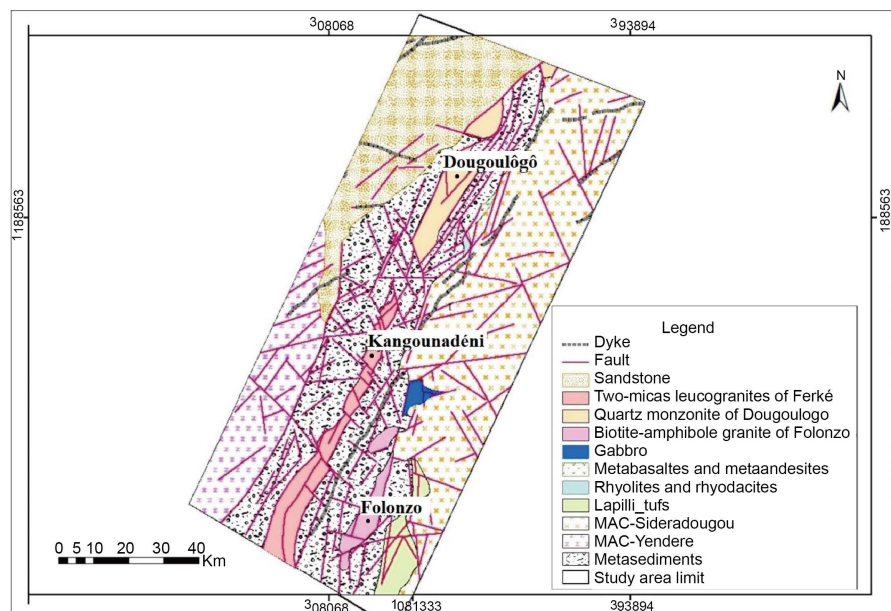 308068
393894
N
Dougoulôgô
1188563
188563
Kangounadéni
Folonzo
Legend
Dyke
Fault
Sandstone
Two-micas leucogranites of Ferké
Quartz monzonite of Dougoulogo
Biotite-amphibole granite of Folonzo
Gabbro
Metabasaltes and metaandesites
Rhyolites and rhyodacites
Lapilli_tufs
MAC-Sideradougou
MAC-Yendere
Metasediments
Study area limit
0 5 10 20 30 40
Km
308068
1081333
393894